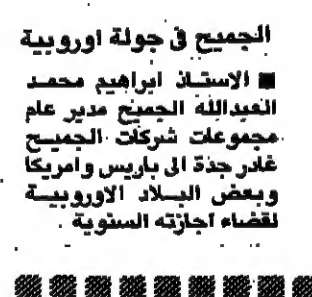 الجميح في جولة اوروبية
■ الاستاذ ابراهيم محمد
العبدالله الجميح مدير عام
مجموعات شركات الجميح
غادر جدة الى باريس وامريكا
وبعض البلاد الاوروبية
لقضاء اجازته السنوية .